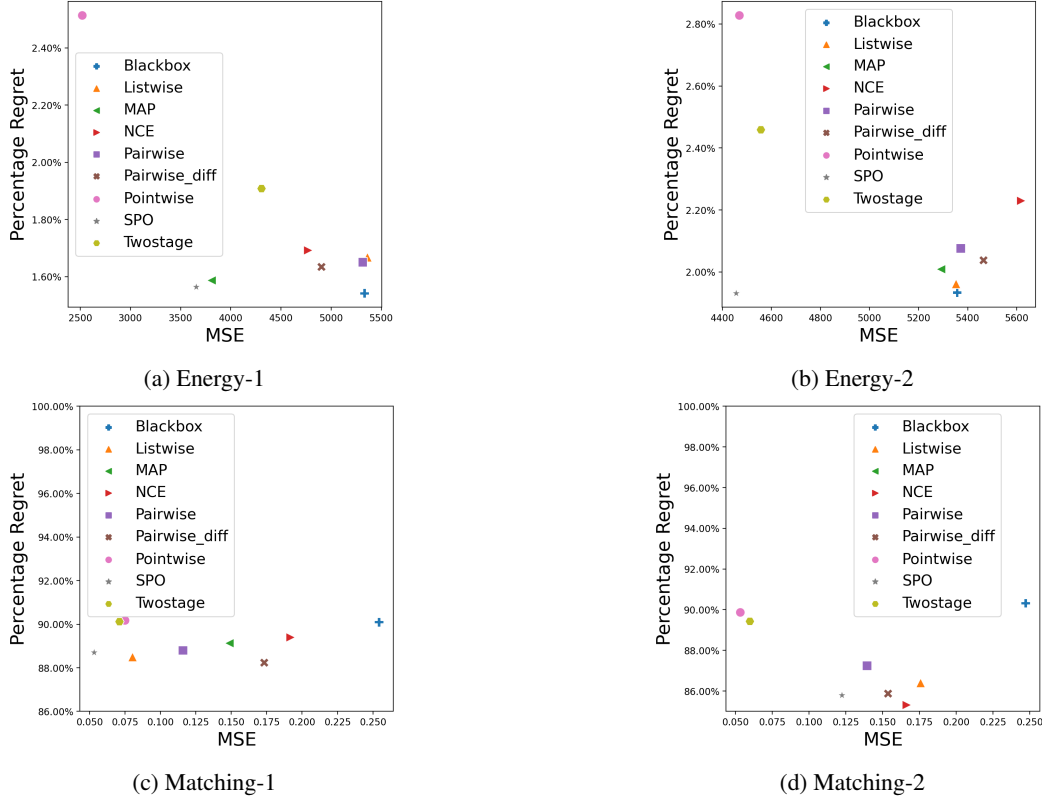 2.40%
2.20%
2.00%
1.80%
1.60%
Percentage Regret
Blackbox
Listwise
MAP
NCE
Pairwise
Pairwise_diff
Pointwise
SPO
Twostage
2500 3000 3500 4000 4500 5000 5500
MSE
(a) Energy-1
2.80%
2.60%
2.40%
2.20%
2.00%
Percentage Regret
Blackbox
Listwise
MAP
NCE
Pairwise
Pairwise_diff
Pointwise
SPO
Twostage
4400 4600 4800 5000 5200 5400 5600
MSE
(b) Energy-2
100.00%
98.00%
96.00%
94.00%
92.00%
90.00%
88.00%
86.00%
Percentage Regret
Blackbox
Listwise
MAP
NCE
Pairwise
Pairwise_diff
Pointwise
SPO
Twostage
0.050 0.075 0.100 0.125 0.150 0.175 0.200 0.225 0.250
MSE
(c) Matching-1
100.00%
98.00%
96.00%
94.00%
92.00%
90.00%
88.00%
86.00%
Percentage Regret
Blackbox
Listwise
MAP
NCE
Pairwise
Pairwise_diff
Pointwise
SPO
Twostage
0.050 0.075 0.100 0.125 0.150 0.175 0.200 0.225 0.250
MSE
(d) Matching-2